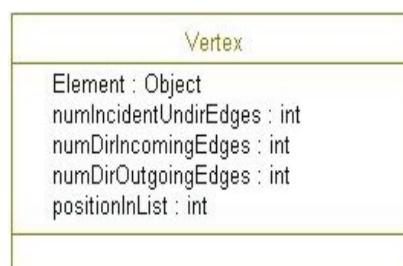 Vertex
Element : Object
numIncidentUndirEdges : int
numDirIncomingEdges : int
numDirOutgoingEdges : int
positionInList : int